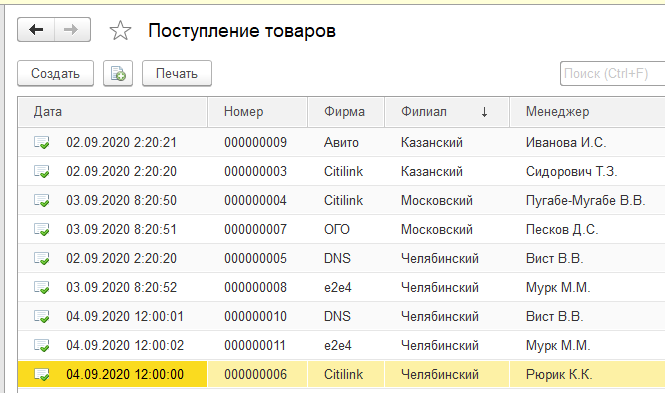 Поступление товаров
Создать Печать Поиск (Ctrl+F)
Дата Номер Фирма Филиал ↓ Менеджер
02.09.2020 2:20:21 000000009 Авито Казанский Иванова И.С.
02.09.2020 2:20:20 000000003 Citilink Казанский Сидорович Т.З.
03.09.2020 8:20:50 000000004 Citilink Московский Пугабе-Мугабе В.В.
03.09.2020 8:20:51 000000007 ОГО Московский Песков Д.С.
02.09.2020 2:20:20 000000005 DNS Челябинский Вист В.В.
03.09.2020 8:20:52 000000008 e2e4 Челябинский Мурк М.М.
04.09.2020 12:00:01 000000010 DNS Челябинский Вист В.В.
04.09.2020 12:00:02 000000011 e2e4 Челябинский Мурк М.М.
04.09.2020 12:00:00 000000006 Citilink Челябинский Рюрик К.К.